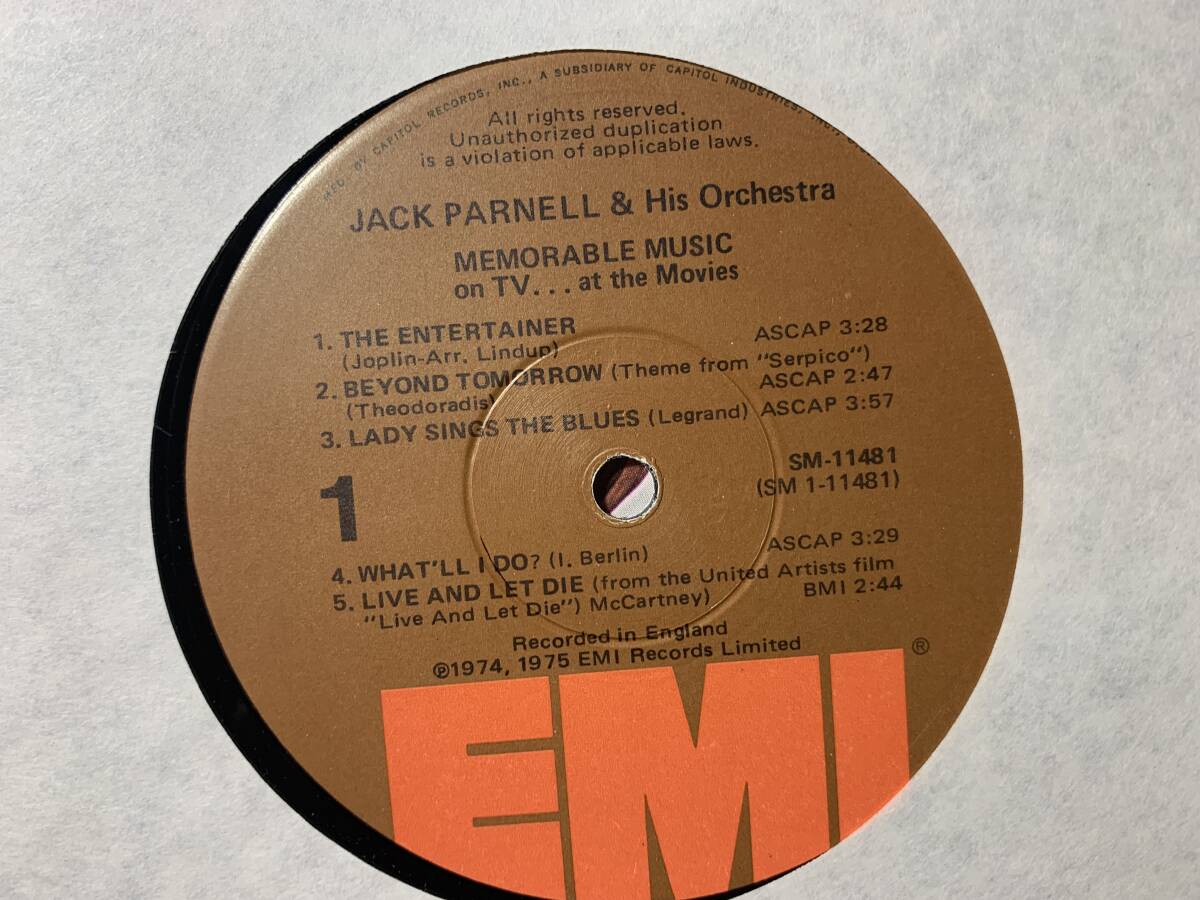 MFD. BY CAPITOL RECORDS, INC., A SUBSIDIARY OF CAPITOL INDUSTRIES, INC.,
All rights reserved.
Unauthorized duplication
is a violation of applicable laws.
JACK PARNELL & His Orchestra
MEMORABLE MUSIC
on TV... at the Movies
1. THE ENTERTAINER ASCAP 3:28
(Joplin-Arr. Lindup)
2. BEYOND TOMORROW (Theme from "Serpico")
(Theodoradis) ASCAP 2:47
3. LADY SINGS THE BLUES (Legrand) ASCAP 3:57
SM-11481
(SM 1-11481)
1
4. WHAT'LL I DO? (I. Berlin) ASCAP 3:29
5. LIVE AND LET DIE (from the United Artists film
"Live And Let Die") McCartney) BMI 2:44
Recorded in England
℗1974, 1975 EMI Records Limited
EMI ®